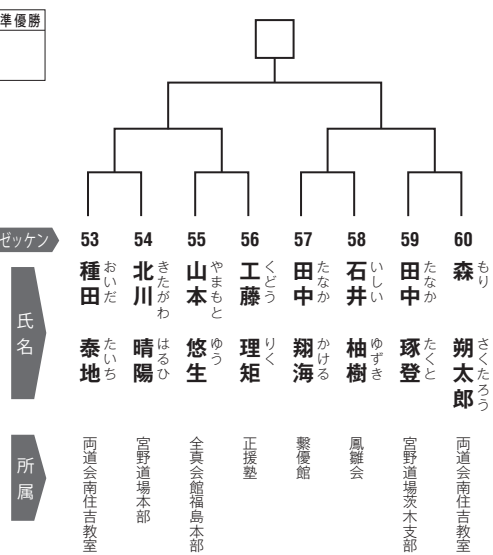 準優勝
ゼッケン
53 54 55 56 57 58 59 60
氏名
種田 泰地
おいだ たいち
北川 晴陽
きたがわ はるひ
山本 悠生
やまもと ゆう
工藤 理矩
くどう りく
田中 翔海
たなか かける
石井 柚樹
いしい ゆずき
田中 琢登
たなか たくと
森 朔太郎
もり さくたろう
所属
両道会南住吉教室
宮野道場本部
全真会館福島本部
正援塾
繫優館
鳳雛会
宮野道場茨木支部
両道会南住吉教室